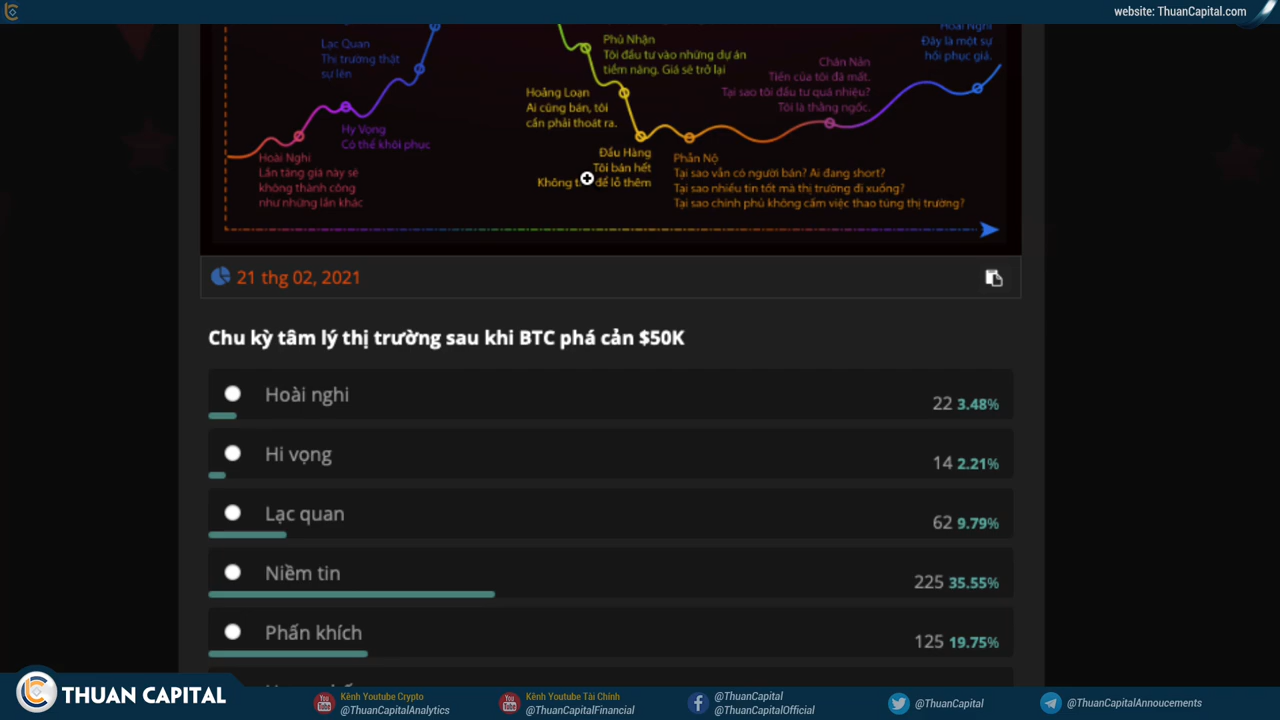 website: ThuanCapital.com
Hoài Nghi
Đây là một sự
hồi phục giả.
Lạc Quan
Thị trường thật
sự lên
Phủ Nhận
Tôi đầu tư vào những dự án
tiềm năng. Giá sẽ trở lại
Chán Nản
Tiền của tôi đã mất.
Tại sao tôi đầu tư quá nhiều?
Tôi là thằng ngốc.
Hoảng Loạn
Ai cũng bán, tôi
cần phải thoát ra.
Hy Vọng
Có thể khôi phục
Hoài Nghi
Lần tăng giá này sẽ
không thành công
như những lần khác
Đầu Hàng
Tôi bán hết
Không để lỗ thêm
Phẫn Nộ
Tại sao vẫn có người bán? Ai đang short?
Tại sao nhiều tin tốt mà thị trường đi xuống?
Tại sao chính phủ không cấm việc thao túng thị trường?
21 thg 02, 2021
Chu kỳ tâm lý thị trường sau khi BTC phá cản $50K
Hoài nghi
22 3.48%
Hi vọng
14 2.21%
Lạc quan
62 9.79%
Niềm tin
225 35.55%
Phấn khích
125 19.75%
THUAN CAPITAL
Kênh Youtube Crypto
@ThuanCapitalAnalytics
Kênh Youtube Tài Chính
@ThuanCapitalFinancial
@ThuanCapital
@ThuanCapitalOfficial
@ThuanCapital
@ThuanCapitalAnnoucements